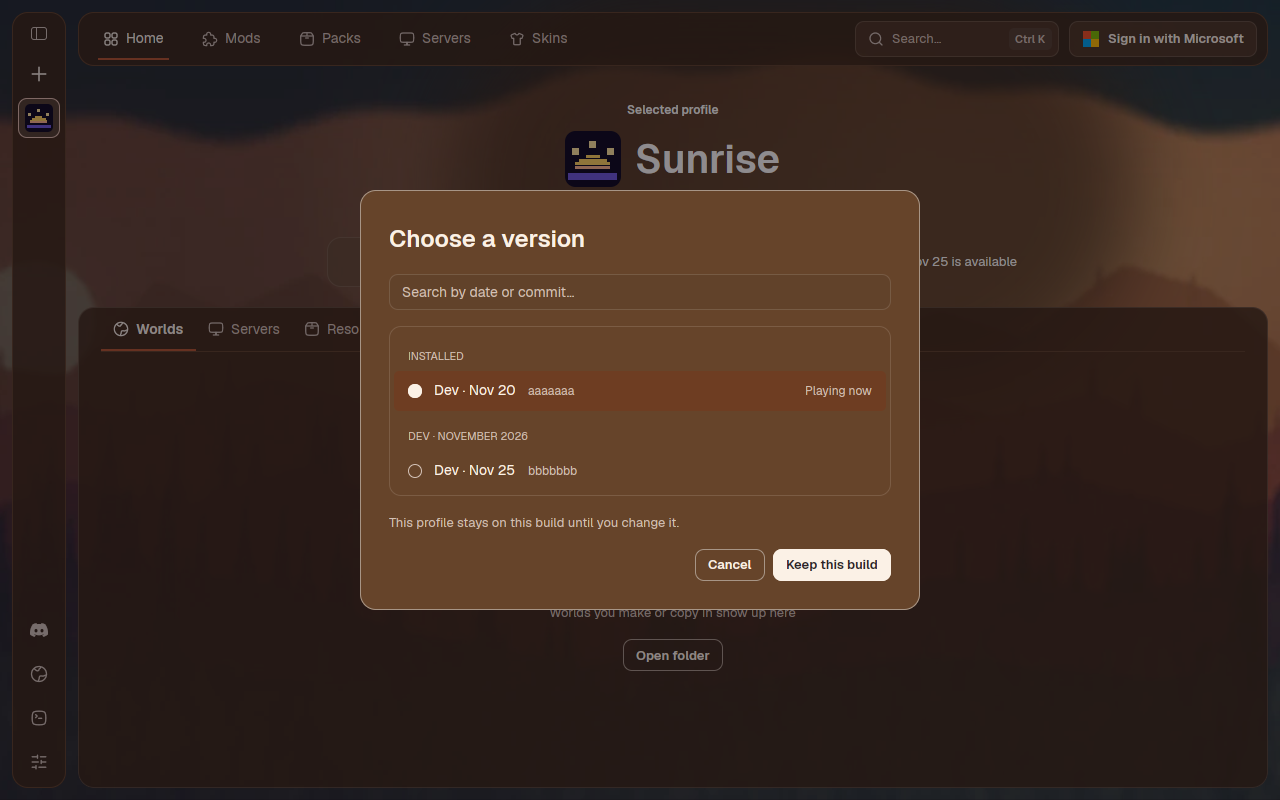 Home
Mods
Packs
Servers
Skins
Search...
Ctrl K
Sign in with Microsoft
Selected profile
Sunrise
25 is available
Choose a version
Search by date or commit...
Worlds
Servers
INSTALLED
Dev · Nov 20 aaaaaaa Playing now
DEV · NOVEMBER 2026
Dev · Nov 25 bbbbbbb
This profile stays on this build until you change it.
Cancel
Keep this build
Worlds you make or copy in show up here
Open folder